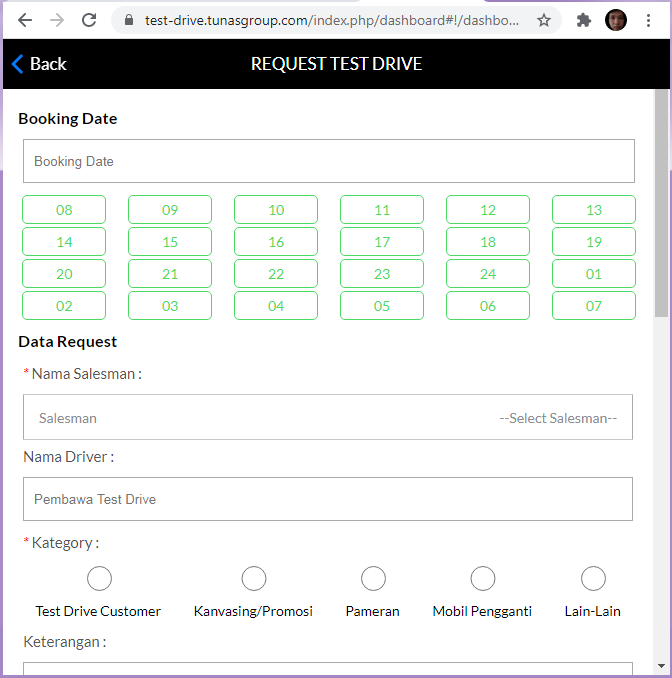 test-drive.tunasgroup.com/index.php/dashboard#!/dashbo...
Back
REQUEST TEST DRIVE
Booking Date
Booking Date
08 09 10 11 12 13
14 15 16 17 18 19
20 21 22 23 24 01
02 03 04 05 06 07
Data Request
* Nama Salesman :
Salesman --Select Salesman--
Nama Driver :
Pembawa Test Drive
* Kategory :
Test Drive Customer Kanvasing/Promosi Pameran Mobil Pengganti Lain-Lain
Keterangan :